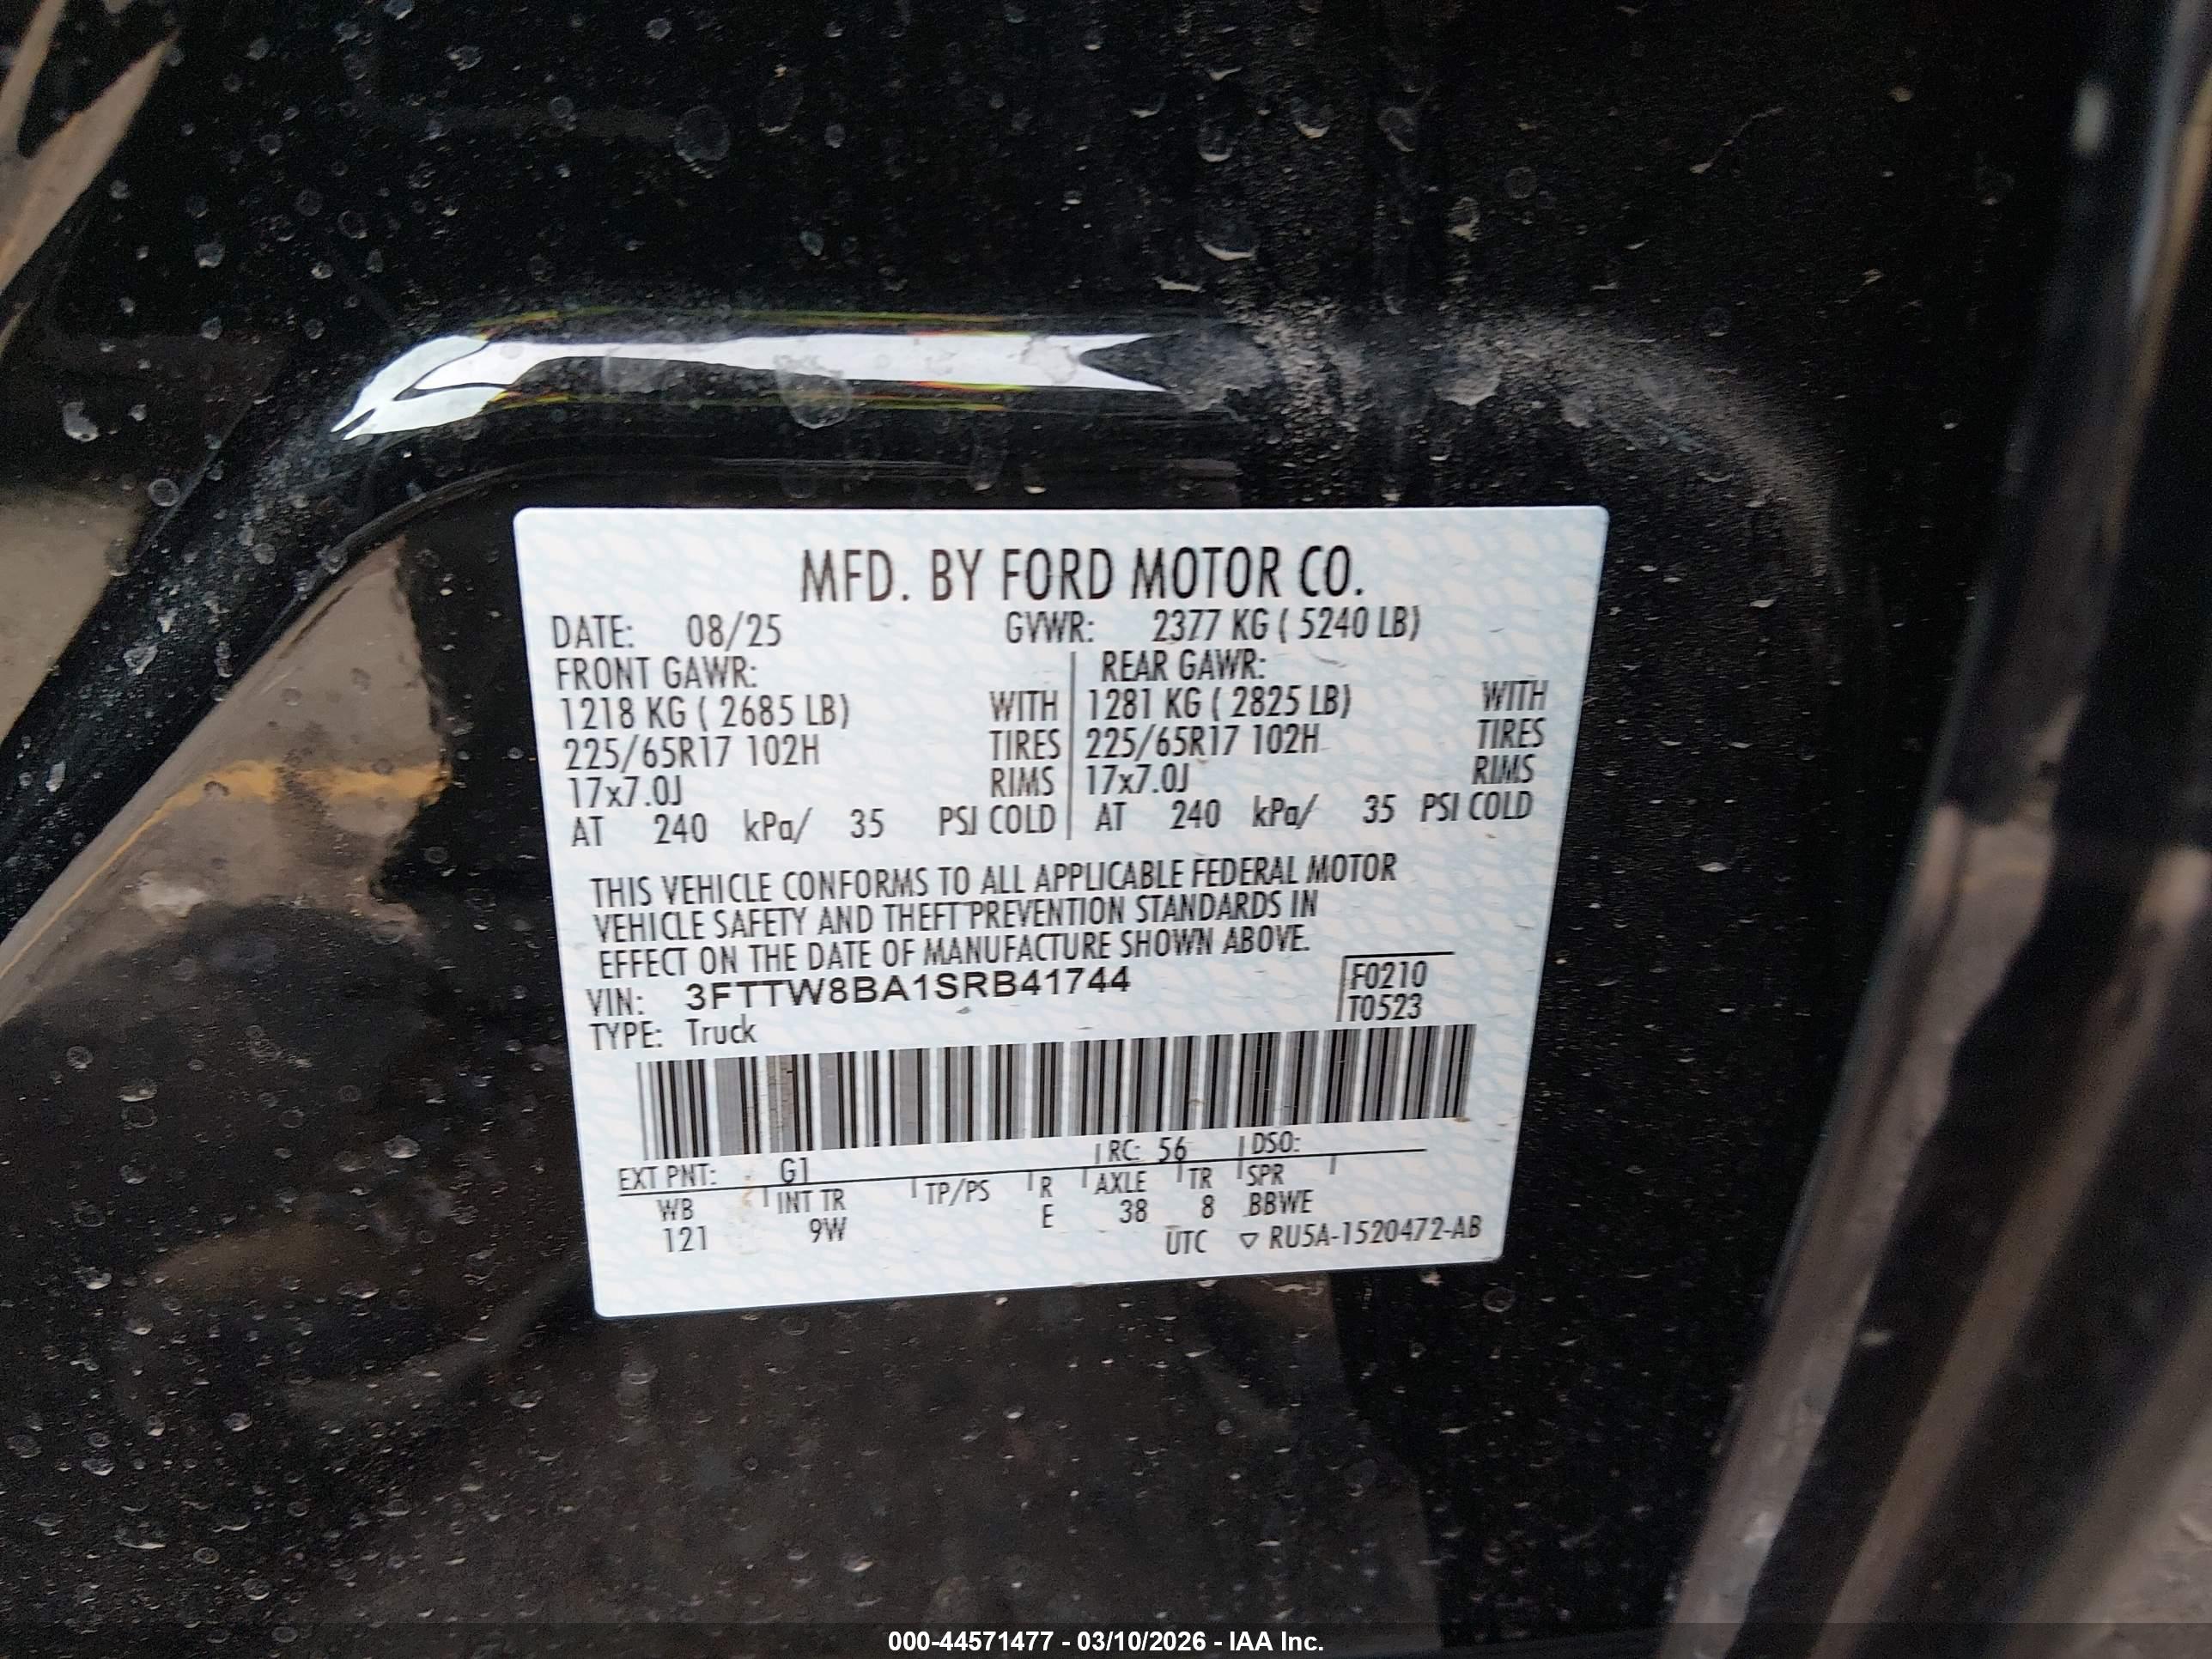 MFD. BY FORD MOTOR CO.
DATE: 08/25 GVWR: 2377 KG ( 5240 LB)
FRONT GAWR: REAR GAWR:
1218 KG ( 2685 LB) WITH 1281 KG ( 2825 LB) WITH
225/65R17 102H TIRES 225/65R17 102H TIRES
17x7.0J RIMS 17x7.0J RIMS
AT 240 kPa/ 35 PSI COLD AT 240 kPa/ 35 PSI COLD
THIS VEHICLE CONFORMS TO ALL APPLICABLE FEDERAL MOTOR
VEHICLE SAFETY AND THEFT PREVENTION STANDARDS IN
EFFECT ON THE DATE OF MANUFACTURE SHOWN ABOVE.
VIN: 3FTTW8BA1SRB41744 F0210
TYPE: Truck T0523
EXT PNT: G1 RC: 56 DSO:
WB INT TR TP/PS R AXLE TR SPR
121 9W E 38 8 BBWE
UTC ▽ RU5A-1520472-AB
000-44571477 - 03/10/2026 - IAA Inc.